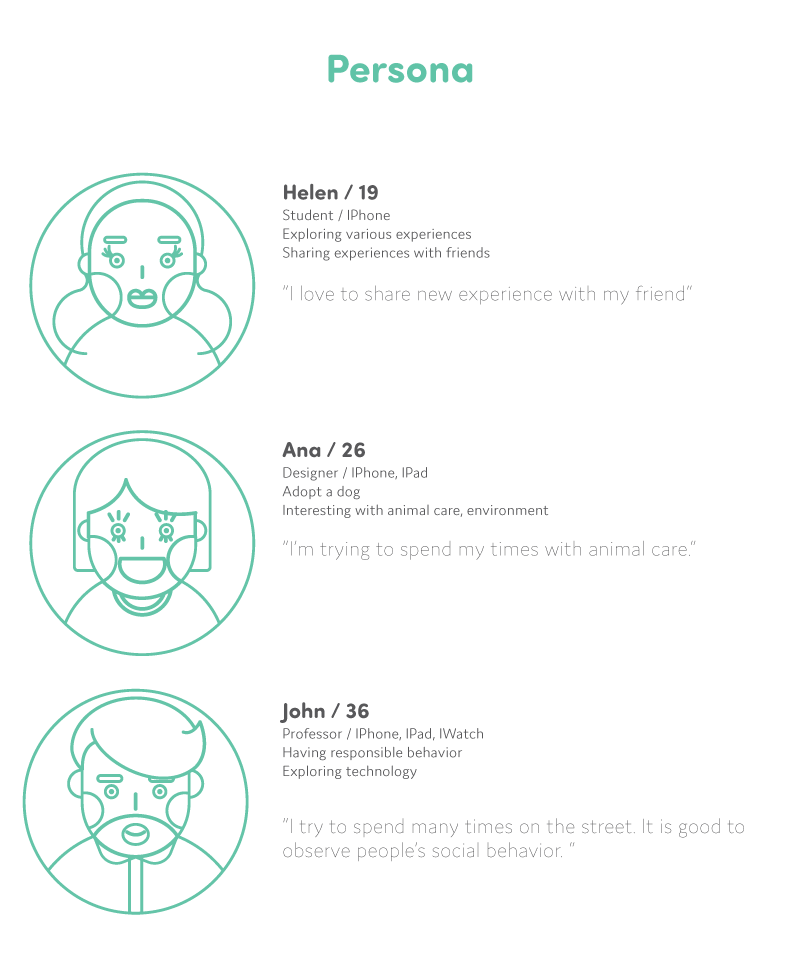 Persona
Helen / 19
Student / IPhone
Exploring various experiences
Sharing experiences with friends
“I love to share new experience with my friend“
Ana / 26
Designer / IPhone, IPad
Adopt a dog
Interesting with animal care, environment
“I’m trying to spend my times with animal care.“
John / 36
Professor / IPhone, IPad, IWatch
Having responsible behavior
Exploring technology
“I try to spend many times on the street. It is good to
observe people’s social behavior. “